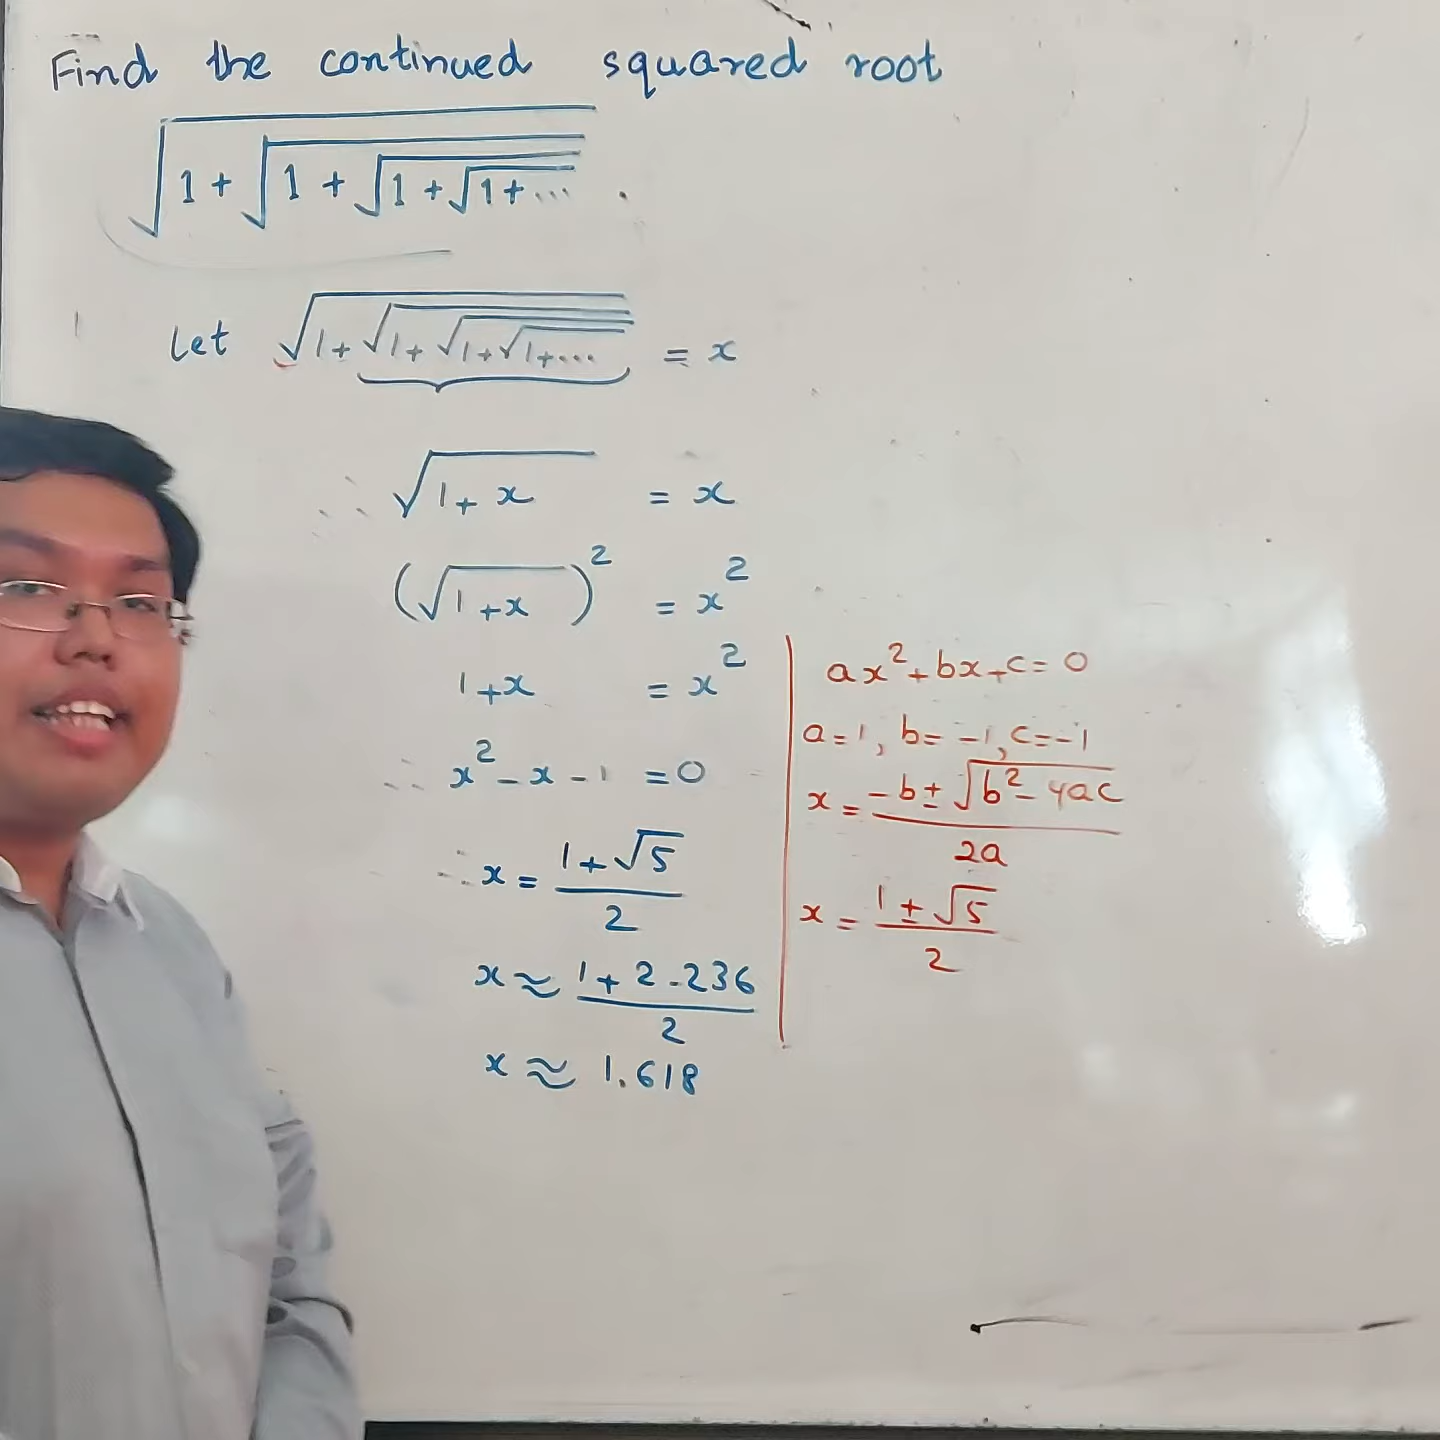 Find the continued squared root
√(1 + √(1 + √(1 + √(1 + ... .
Let √(1 + √(1 + √(1 + √(1 + ... = x
∴ √(1 + x) = x
(√(1 + x))² = x²
1 + x = x²
∴ x² - x - 1 = 0
∴ x = (1 + √5)/2
x ≈ (1 + 2.236)/2
x ≈ 1.618
ax² + bx + c = 0
a = 1, b = -1, c = -1
x = (-b ± √(b² - 4ac))/2a
x = (1 ± √5)/2